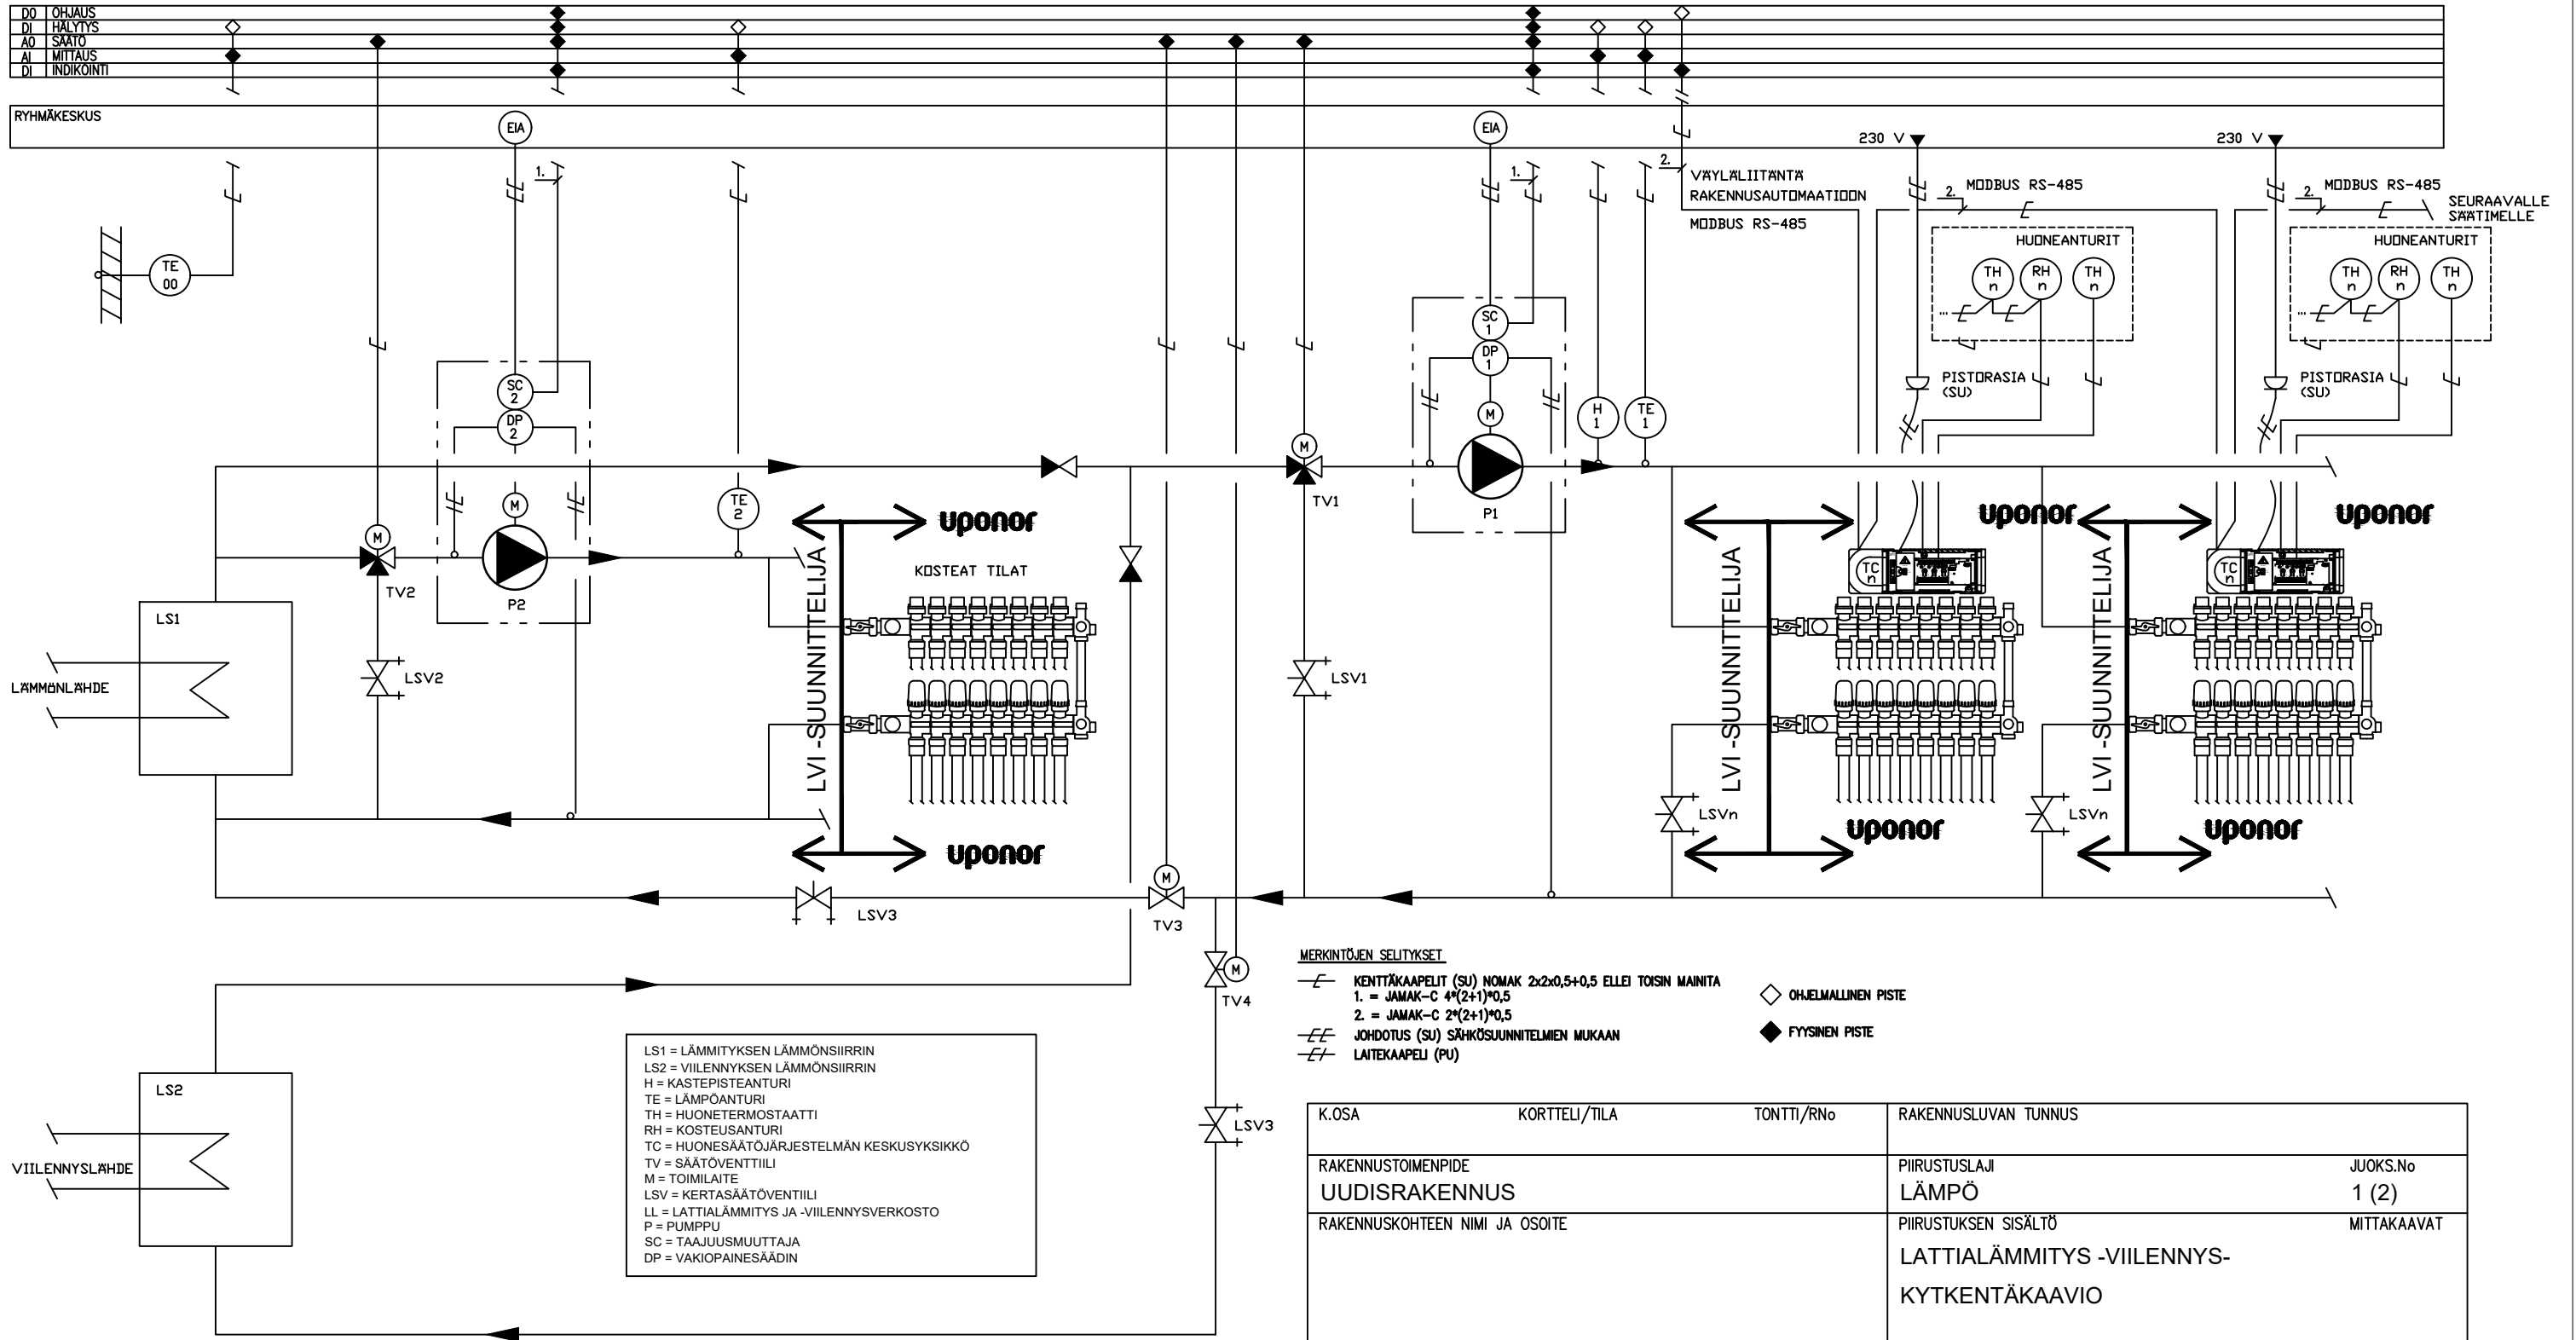 DO OHJAUS
DI HÄLYTYS
AO SÄÄTÖ
AI MITTAUS
DI INDIKOINTI
RYHMÄKESKUS
EIA
EIA
230 V
230 V
1.
1.
2.
VÄYLÄLIITÄNTÄ
RAKENNUSAUTOMAATIOON
MODBUS RS-485
2. MODBUS RS-485
2. MODBUS RS-485
SEURAAVALLE
SÄÄTIMELLE
HUONEANTURIT
HUONEANTURIT
TE
00
TH
n
RH
n
TH
n
TH
n
RH
n
TH
n
...
...
SC
1
DP
1
M
SC
2
DP
2
M
PISTORASIA
(SU)
PISTORASIA
(SU)
H
1
TE
1
M
TV1
P1
TE
2
M
TV2
P2
uponor
uponor
uponor
KOSTEAT TILAT
TC
n
TC
n
LS1
LÄMMÖNLÄHDE
LSV2
LSV1
LVI -SUUNNITTELIJA
LVI -SUUNNITTELIJA
LVI -SUUNNITTELIJA
LSVn
LSVn
uponor
uponor
uponor
M
LSV3
TV3
M
TV4
LSV3
LS2
VIILENNYSLÄHDE
MERKINTÖJEN SELITYKSET
KENTTÄKAAPELIT (SU) NOMAK 2x2x0,5+0,5 ELLEI TOISIN MAINITA
1. = JAMAK-C 4*(2+1)*0,5
2. = JAMAK-C 2*(2+1)*0,5
JOHDOTUS (SU) SÄHKÖSUUNNITELMIEN MUKAAN
LAITEKAAPELI (PU)
OHJELMALLINEN PISTE
FYYSINEN PISTE
LS1 = LÄMMITYKSEN LÄMMÖNSIIRRIN
LS2 = VIILENNYKSEN LÄMMÖNSIIRRIN
H = KASTEPISTEANTURI
TE = LÄMPÖANTURI
TH = HUONETERMOSTAATTI
RH = KOSTEUSANTURI
TC = HUONESÄÄTÖJÄRJESTELMÄN KESKUSYKSIKKÖ
TV = SÄÄTÖVENTTIILI
M = TOIMILAITE
LSV = KERTASÄÄTÖVENTIILI
LL = LATTIALÄMMITYS JA -VIILENNYSVERKOSTO
P = PUMPPU
SC = TAAJUUSMUUTTAJA
DP = VAKIOPAINESÄÄDIN
K.OSA KORTTELI/TILA TONTTI/RNo RAKENNUSLUVAN TUNNUS
RAKENNUSTOIMENPIDE
UUDISRAKENNUS
PIIRUSTUSLAJI JUOKS.No
LÄMPÖ 1 (2)
RAKENNUSKOHTEEN NIMI JA OSOITE
PIIRUSTUKSEN SISÄLTÖ MITTAKAAVAT
LATTIALÄMMITYS -VIILENNYS-
KYTKENTÄKAAVIO